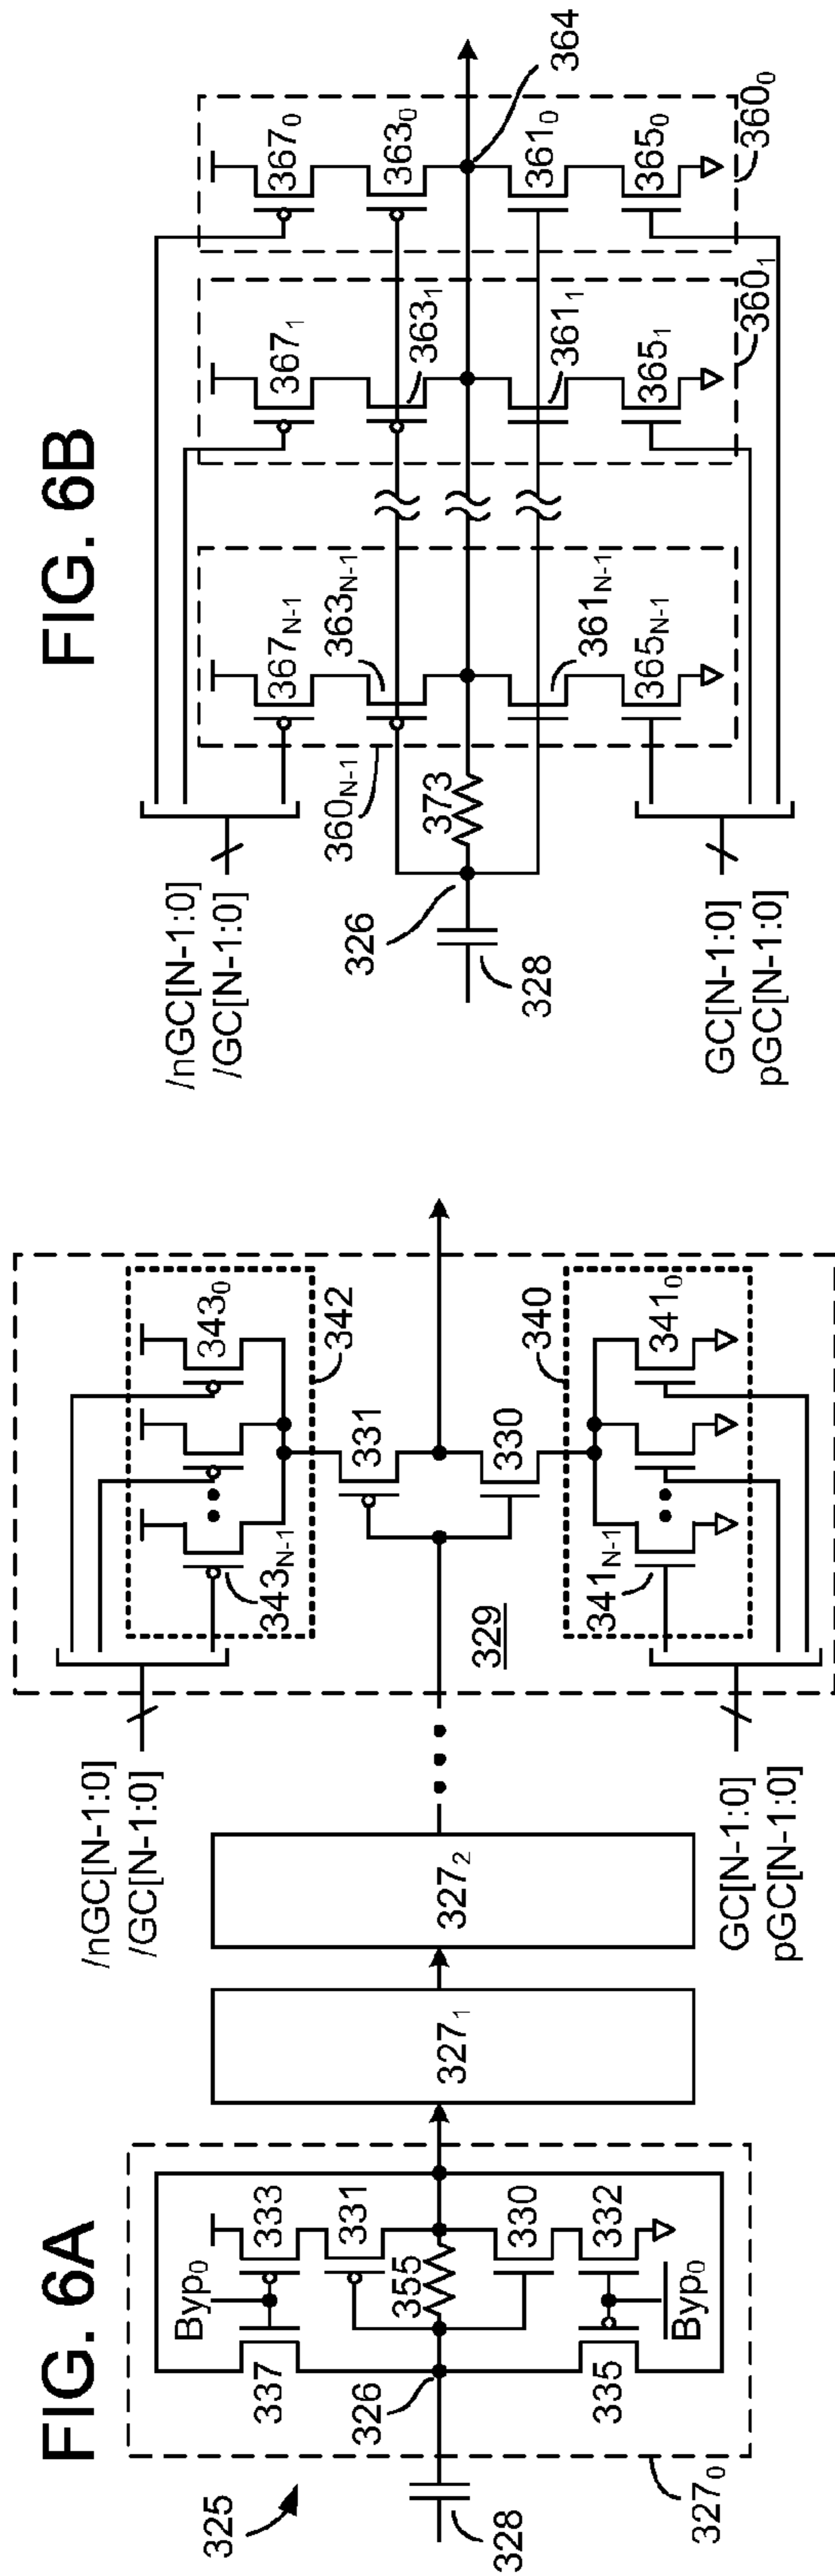 FIG. 6A
325
328
326
327₀
Byp₀
337
333
331
355
330
332
335
B̅y̅p̅₀̅
327₁
327₂
/nGC[N-1:0]
/GC[N-1:0]
343₀
343N-1
342
331
330
329
340
341₀
341N-1
GC[N-1:0]
pGC[N-1:0]
FIG. 6B
/nGC[N-1:0]
/GC[N-1:0]
367N-1
363N-1
367₁
363₁
367₀
363₀
360N-1
373
326
328
364
361N-1
365N-1
361₁
365₁
361₀
365₀
360₁
360₀
GC[N-1:0]
pGC[N-1:0]